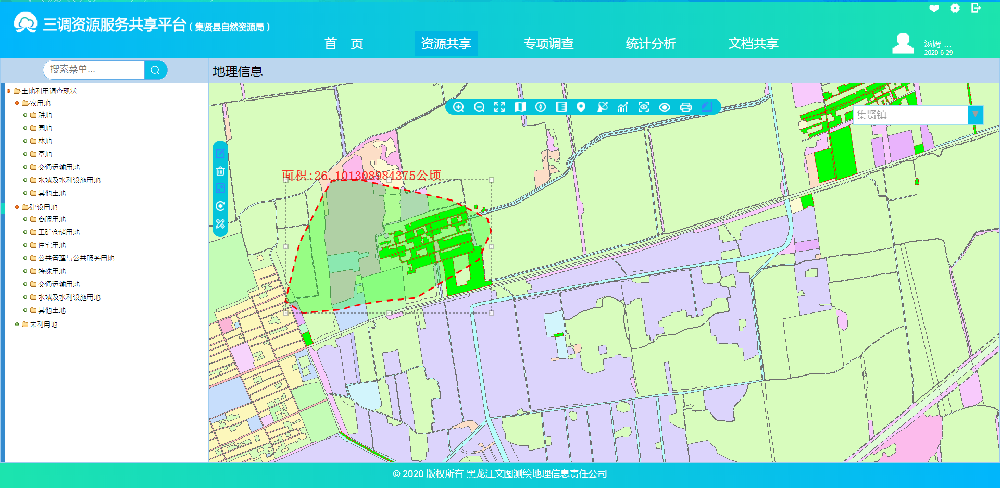 三调资源服务共享平台(集贤县自然资源局)
首 页
资源共享
专项调查
统计分析
文档共享
汤姆-...
2020-6-29
搜索菜单...
地理信息
土地利用调查现状
农用地
耕地
园地
林地
草地
交通运输用地
水域及水利设施用地
其他土地
建设用地
商服用地
工矿仓储用地
住宅用地
公共管理与公共服务用地
特殊用地
交通运输用地
水域及水利设施用地
其他土地
未利用地
集贤镇
面积:26.101308984375公顷
© 2020 版权所有 黑龙江文图测绘地理信息责任公司